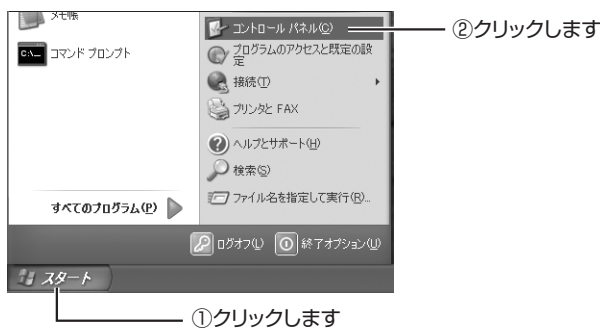 メモ帳
コマンド プロンプト
すべてのプログラム(P)
コントロール パネル(C)
プログラムのアクセスと既定の設
定
接続(T)
プリンタと FAX
ヘルプとサポート(H)
検索(S)
ファイル名を指定して実行(R)...
ログオフ(L)
終了オプション(U)
スタート
②クリックします
①クリックします